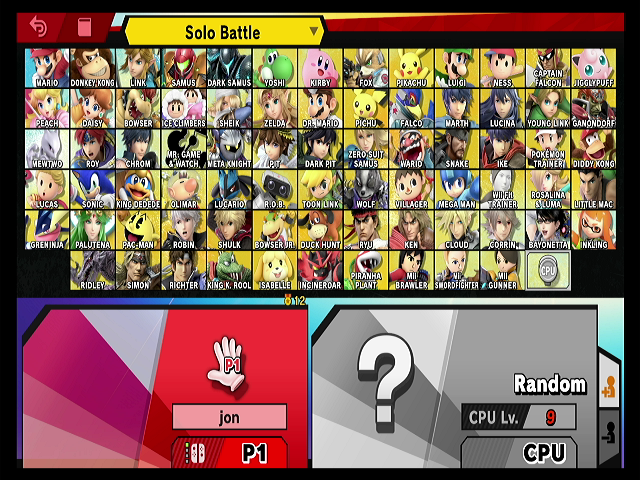 Solo Battle
MARIO DONKEY KONG LINK SAMUS DARK SAMUS YOSHI KIRBY FOX PIKACHU LUIGI NESS CAPTAIN FALCON JIGGLYPUFF
PEACH DAISY BOWSER ICE CLIMBERS SHEIK ZELDA DR. MARIO PICHU FALCO MARTH LUCINA YOUNG LINK GANONDORF
MEWTWO ROY CHROM MR. GAME & WATCH META KNIGHT PIT DARK PIT ZERO SUIT SAMUS WARIO SNAKE IKE POKÉMON TRAINER DIDDY KONG
LUCAS SONIC KING DEDEDE OLIMAR LUCARIO R.O.B. TOON LINK WOLF VILLAGER MEGA MAN WII FIT TRAINER ROSALINA & LUMA LITTLE MAC
GRENINJA PALUTENA PAC-MAN ROBIN SHULK BOWSER JR. DUCK HUNT RYU KEN CLOUD CORRIN BAYONETTA INKLING
RIDLEY SIMON RICHTER KING K. ROOL ISABELLE INCINEROAR PIRANHA PLANT MII BRAWLER MII SWORDFIGHTER MII GUNNER CPU
12
P1
Random
jon
CPU Lv. 9
P1
CPU